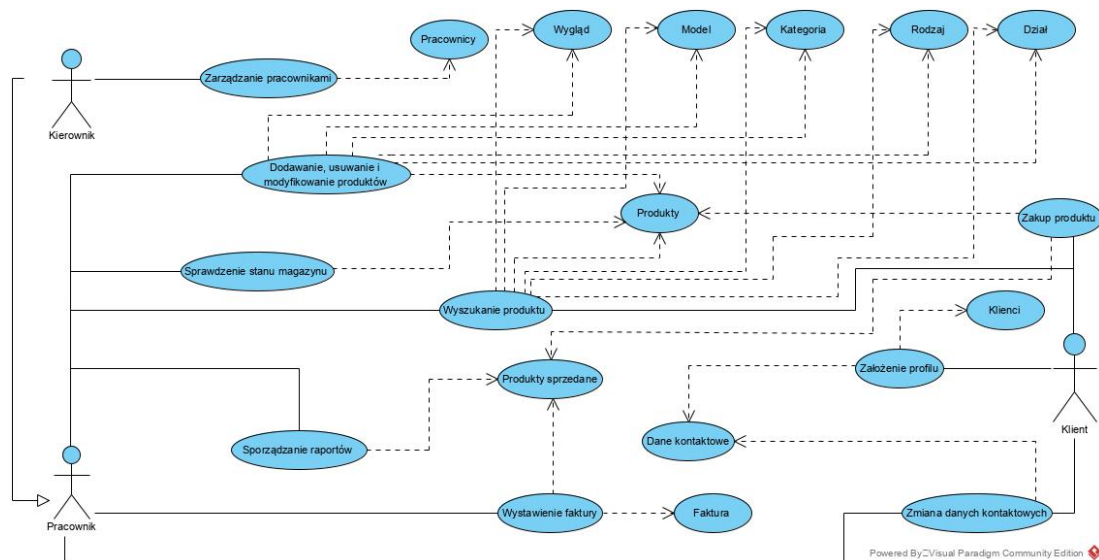 Wygląd
Model
Kategoria
Rodzaj
Dział
Pracownicy
Zarządzanie pracownikami
Kierownik
Dodawanie, usuwanie i
modyfikowanie produktów
Produkty
Zakup produktu
Sprawdzenie stanu magazynu
Wyszukanie produktu
Klienci
Produkty sprzedane
Założenie profilu
Klient
Dane kontaktowe
Sporządzanie raportów
Pracownik
Wystawienie faktury
Faktura
Zmiana danych kontaktowych
Powered By Visual Paradigm Community Edition